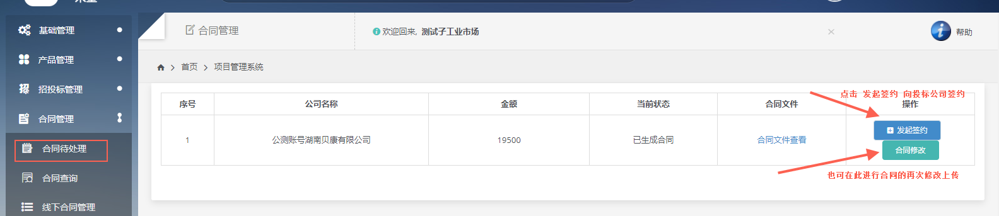 基础管理
产品管理
招投标管理
合同管理
合同待处理
合同查询
线下合同管理
合同管理
欢迎回来, 测试子工业市场
×
帮助
首页
项目管理系统
序号 公司名称 金额 当前状态 合同文件 操作
1 公测账号湖南贝康有限公司 19500 已生成合同 合同文件查看
发起签约
合同修改
点击 发起签约 向投标公司签约
也可在此进行合同的再次修改上传